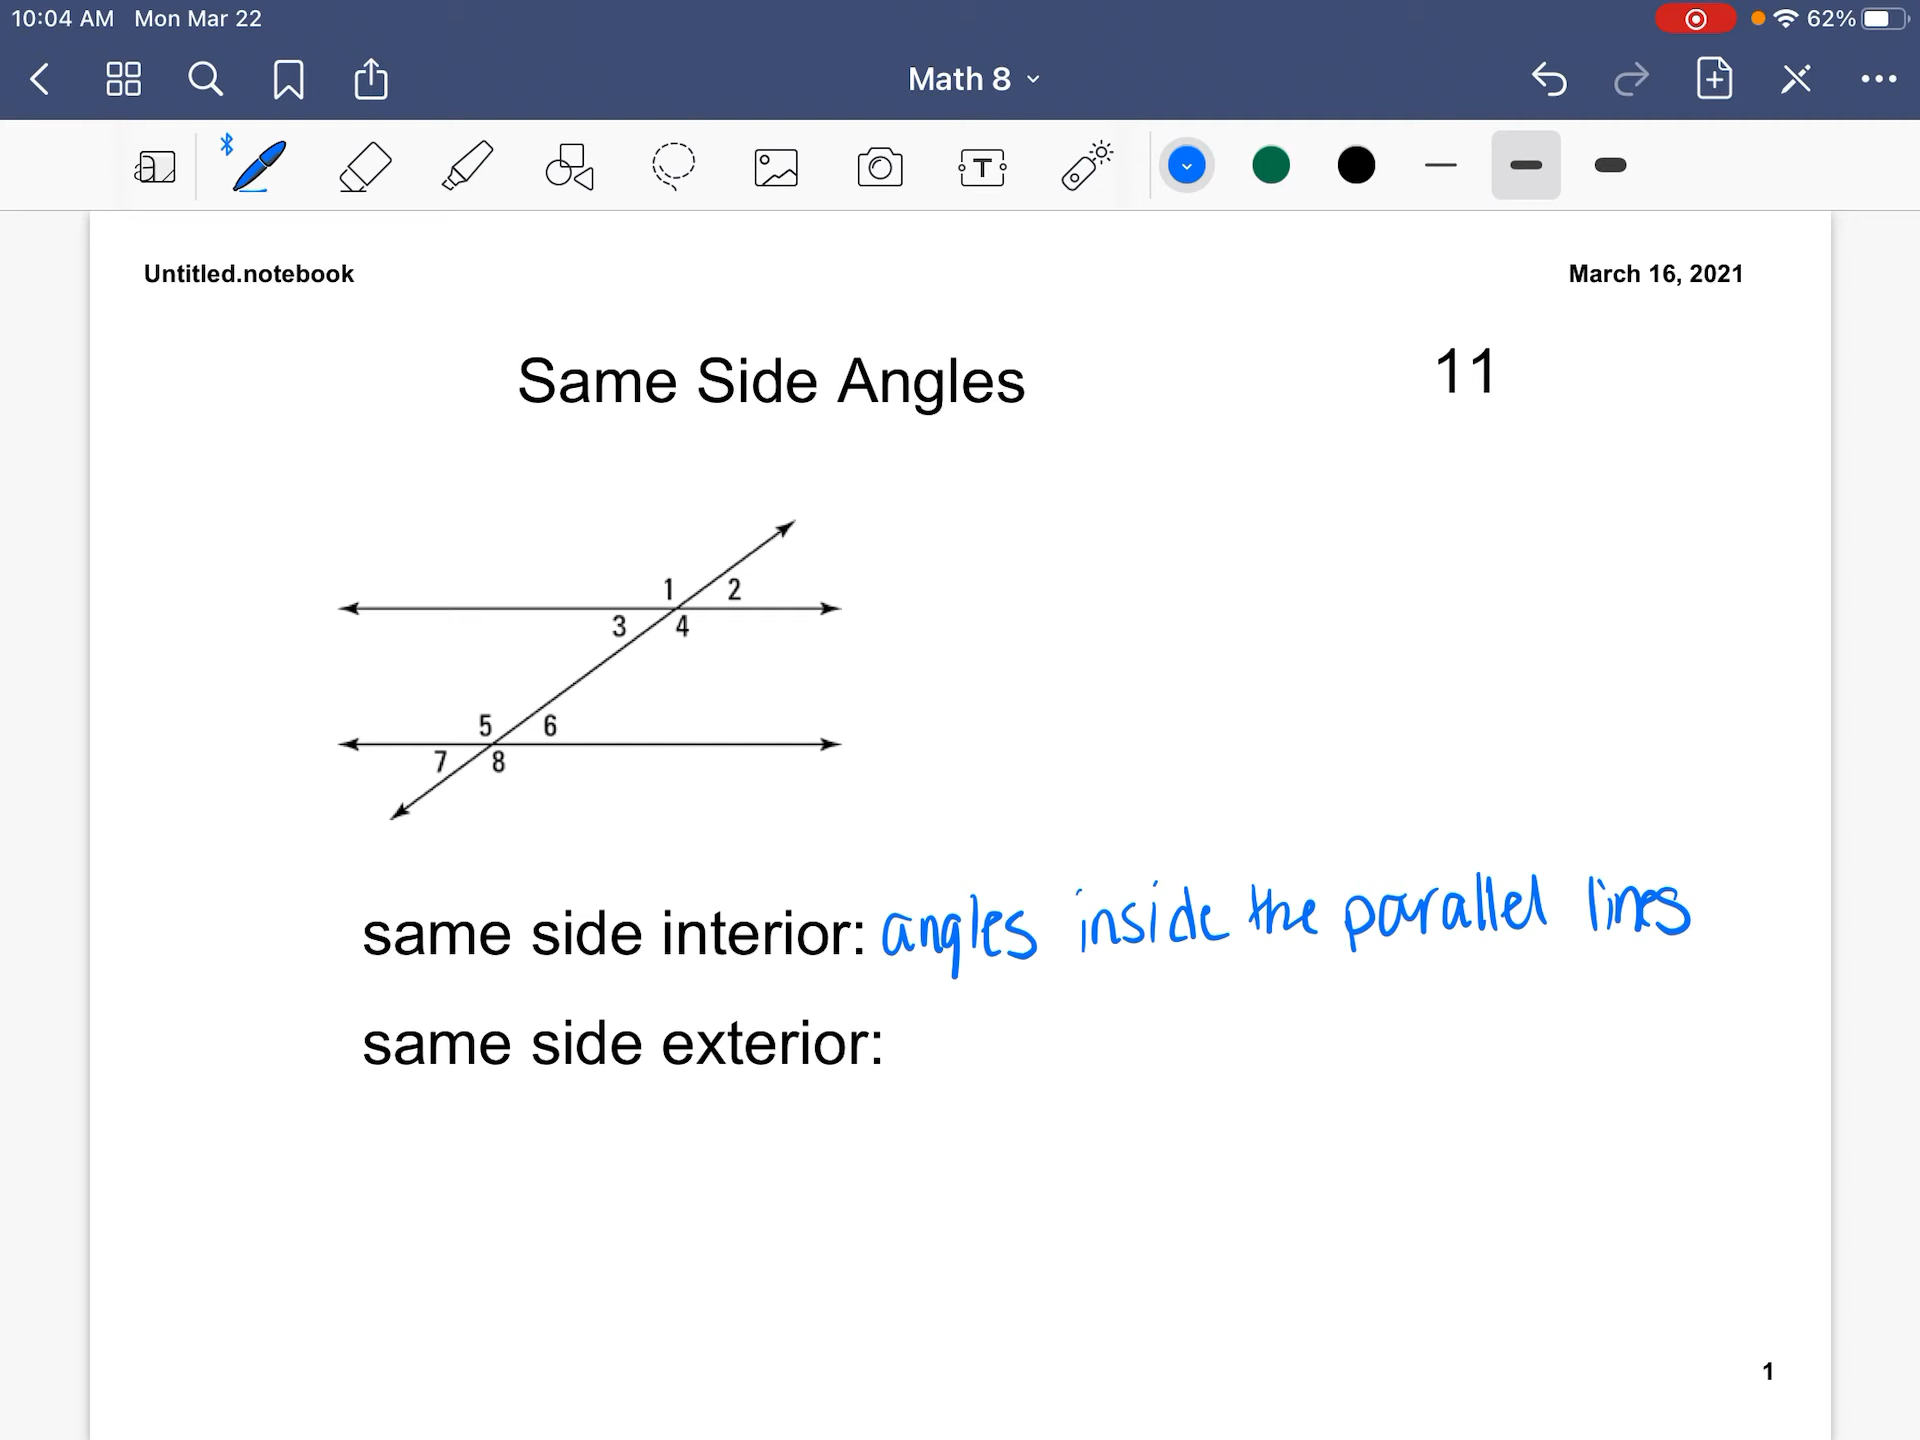 10:04 AM Mon Mar 22
62%
Math 8
a
T
Untitled.notebook
March 16, 2021
Same Side Angles
11
1 2
3 4
5 6
7 8
same side interior: angles inside the parallel lines
same side exterior:
1